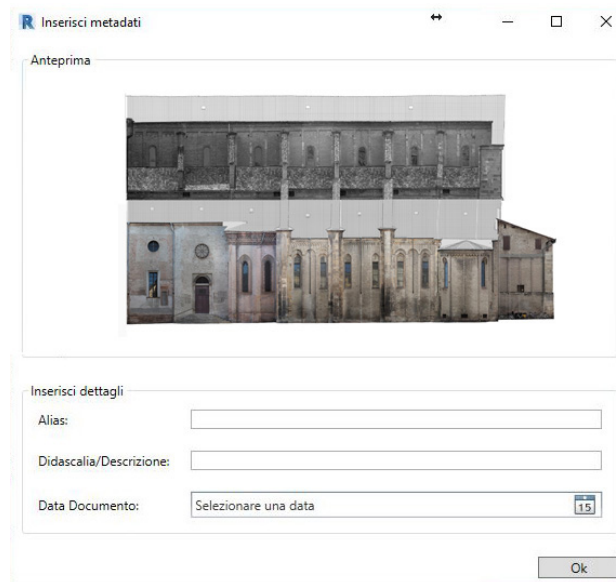 Inserisci metadati
Anteprima
Inserisci dettagli
Alias:
Didascalia/Descrizione:
Data Documento:
Selezionare una data
15
Ok